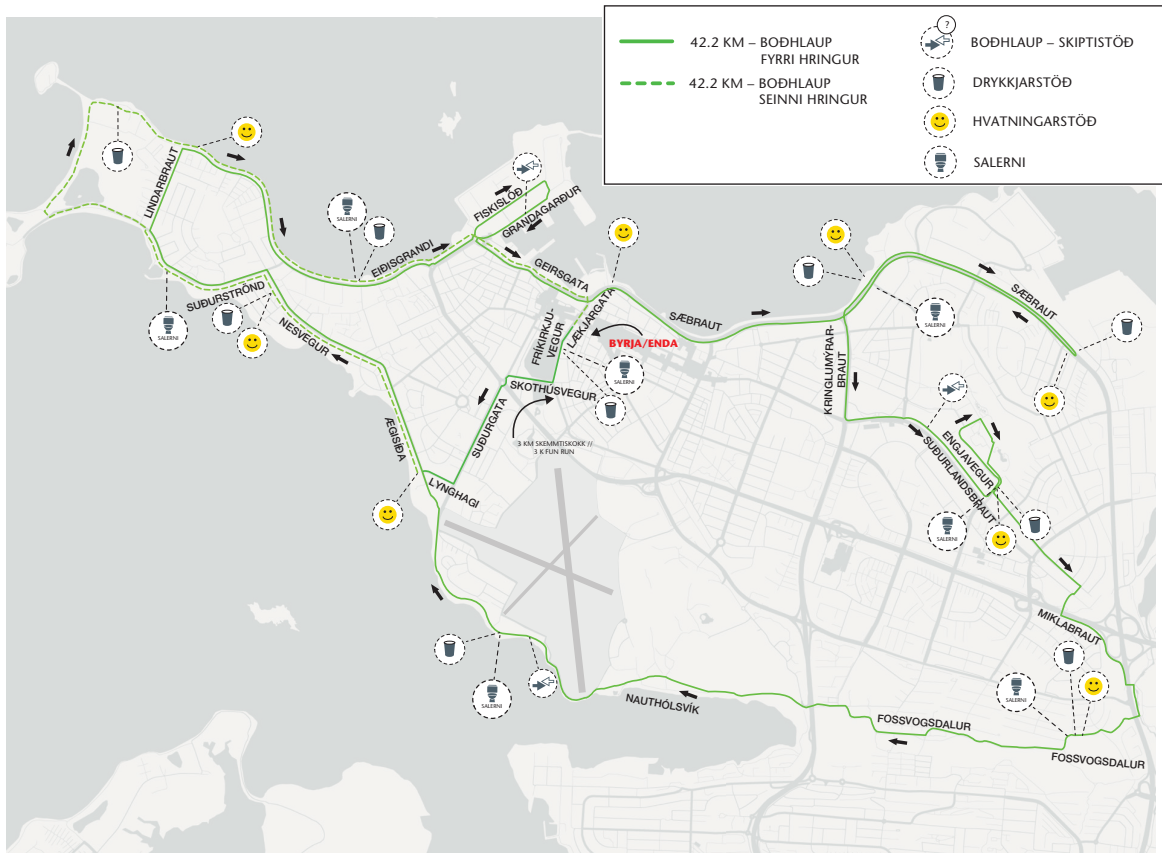 ?
42.2 KM – BOÐHLAUP
FYRRI HRINGUR
42.2 KM – BOÐHLAUP
SEINNI HRINGUR
BOÐHLAUP – SKIPTISTÖÐ
DRYKKJARSTÖÐ
HVATNINGARSTÖÐ
SALERNI
LINDARBRAUT
FISKISLÓÐ
GRANDAGARÐUR
SALERNI
EIÐISGRANDI
GEIRSGATA
SUÐURSTRÖND
NESVEGUR
SALERNI
FRÍKIRKJU-
VEGUR
LÆKJARGATA
BYRJA/ENDA
SÆBRAUT
SÆBRAUT
SALERNI
KRINGLUMÝRAR-
BRAUT
SALERNI
SKOTHÚSVEGUR
SUÐURGATA
3 KM SKEMMTISKOKK //
3 K FUN RUN
ÆGISÍÐA
LYNGHAGI
ENGJAVEGUR
SUÐURLANDSBRAUT
SALERNI
MIKLABRAUT
SALERNI
SALERNI
NAUTHÓLSVÍK
FOSSVOGSDALUR
FOSSVOGSDALUR